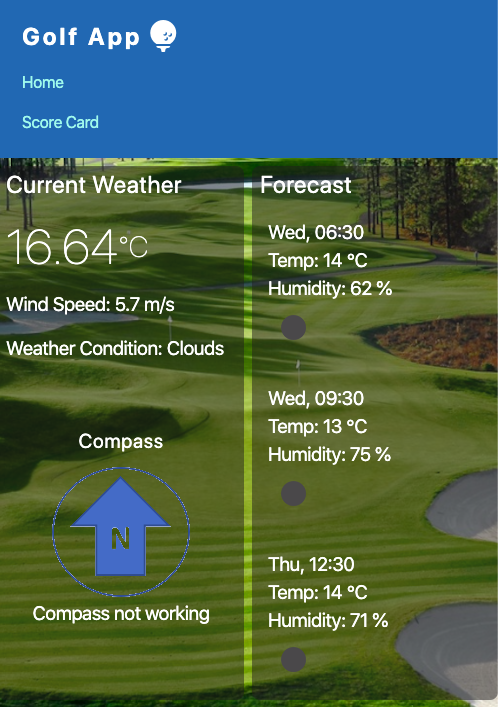 Golf App
Home
Score Card
Current Weather
16.64°C
Wind Speed: 5.7 m/s
Weather Condition: Clouds
Compass
N
Compass not working
Forecast
Wed, 06:30
Temp: 14 °C
Humidity: 62 %
Wed, 09:30
Temp: 13 °C
Humidity: 75 %
Thu, 12:30
Temp: 14 °C
Humidity: 71 %